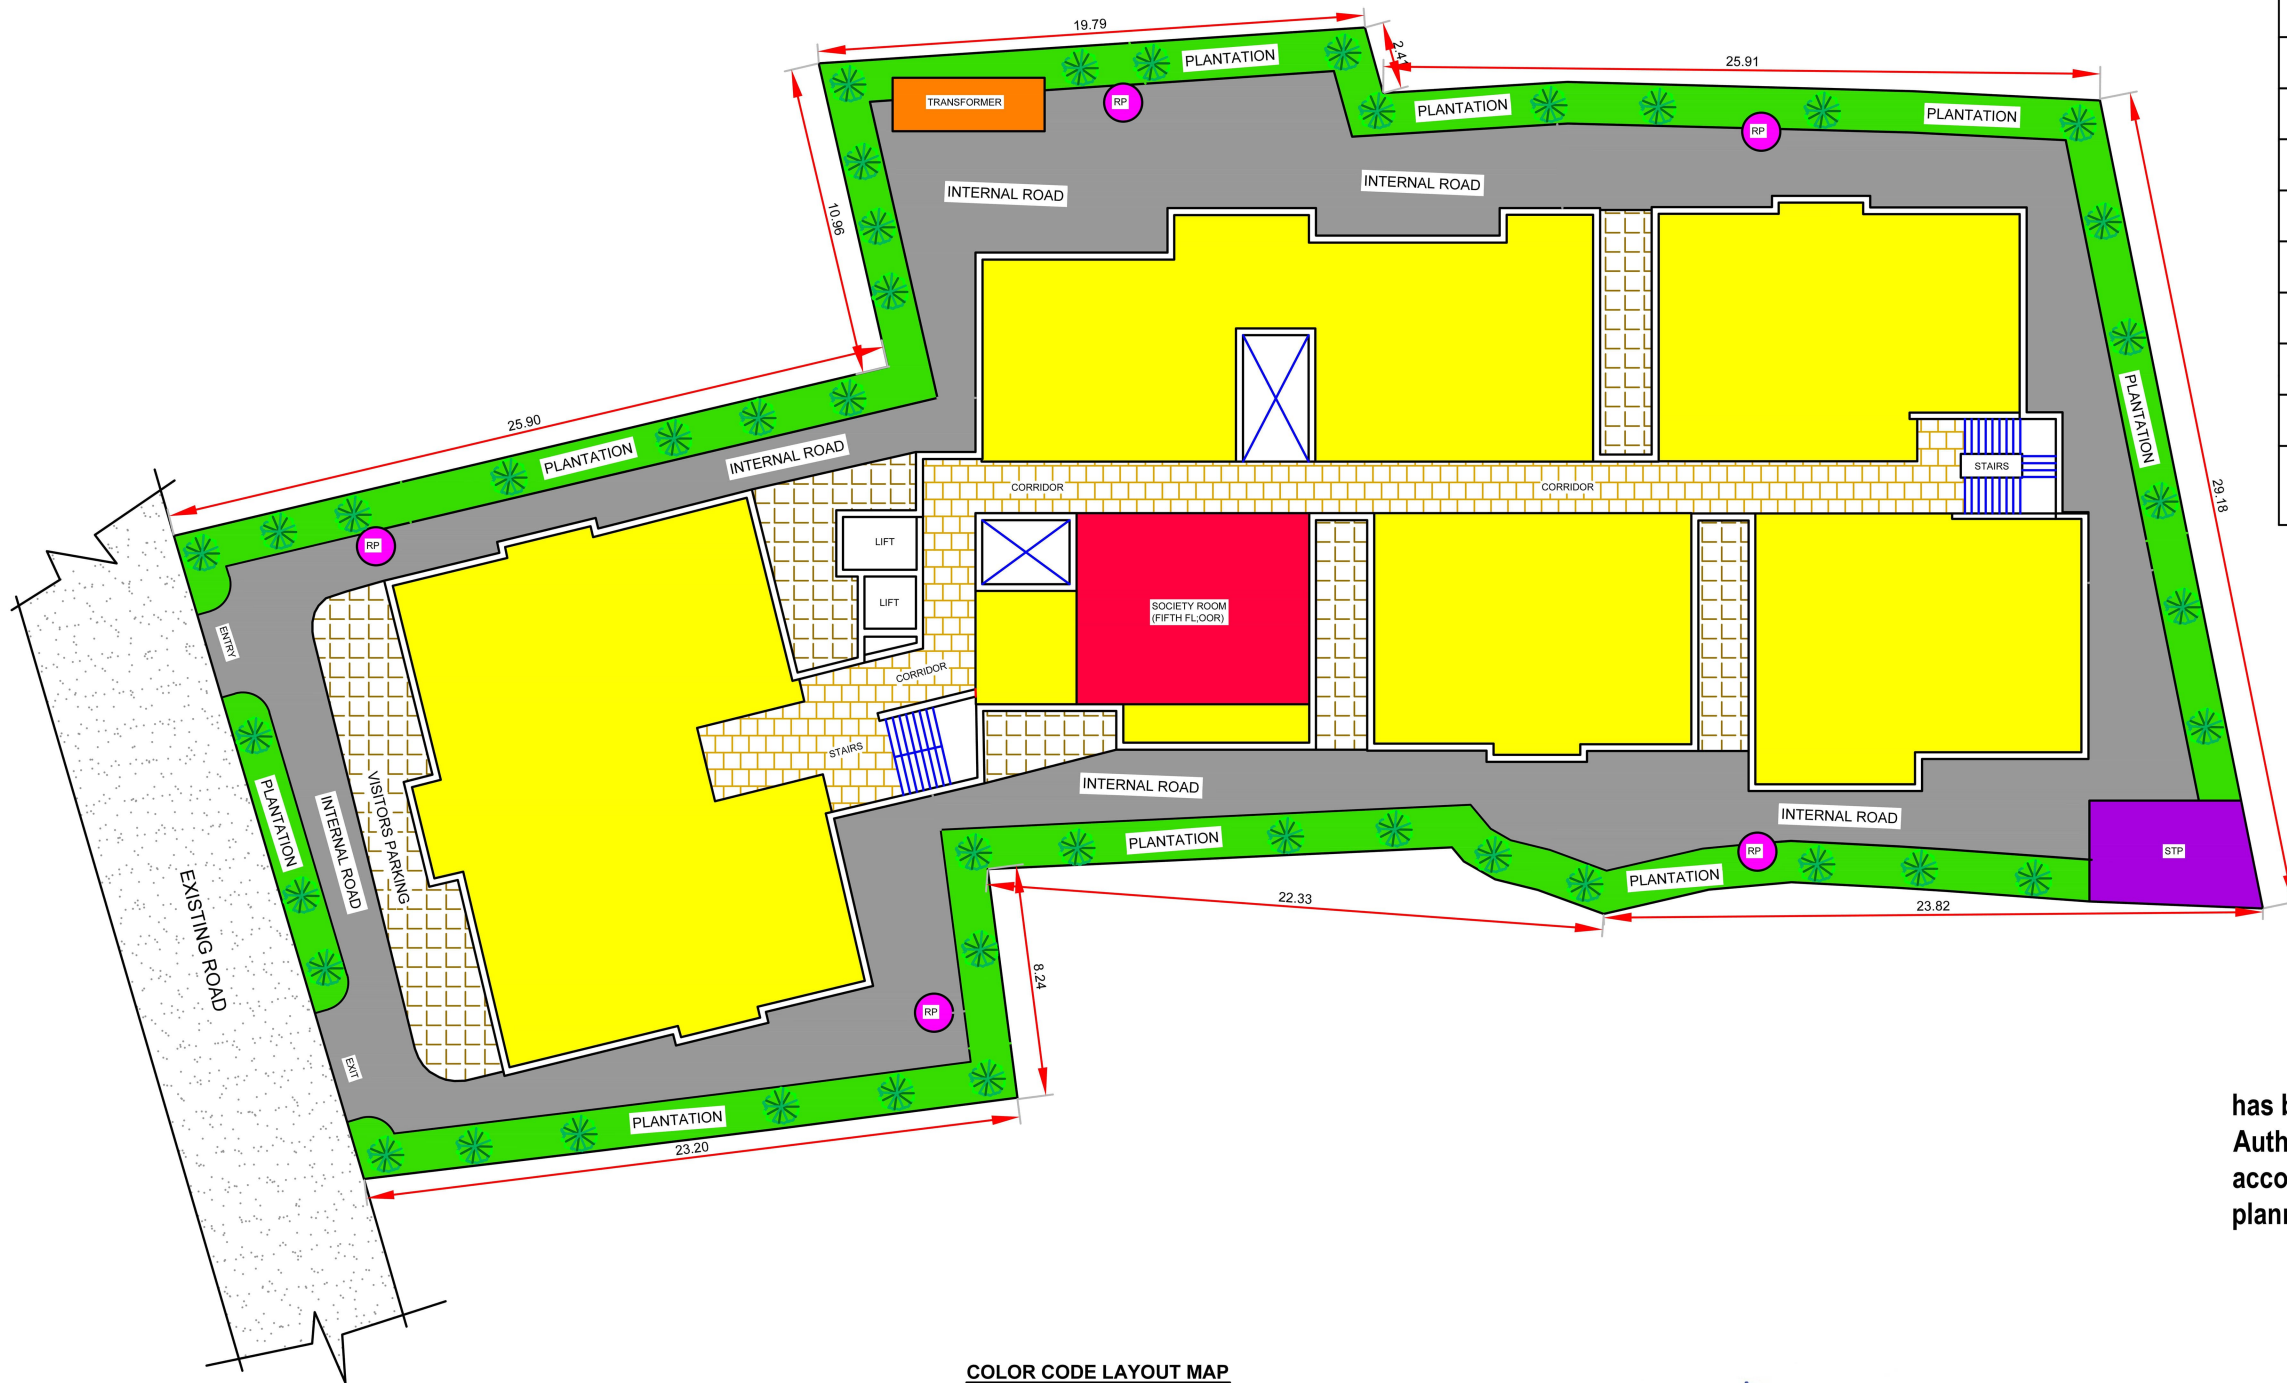 19.79
2.41
25.91
PLANTATION
TRANSFORMER
RP
PLANTATION
PLANTATION
RP
INTERNAL ROAD
INTERNAL ROAD
10.96
PLANTATION
29.18
25.90
PLANTATION
INTERNAL ROAD
CORRIDOR
CORRIDOR
STAIRS
RP
LIFT
LIFT
SOCIETY ROOM
(FIFTH FL;OOR)
ENTRY
CORRIDOR
STAIRS
PLANTATION
INTERNAL ROAD
VISITORS PARKING
INTERNAL ROAD
INTERNAL ROAD
PLANTATION
RP
STP
PLANTATION
EXISTING ROAD
22.33
23.82
8.24
RP
EXIT
PLANTATION
23.20
has b
Auth
acco
plan
COLOR CODE LAYOUT MAP